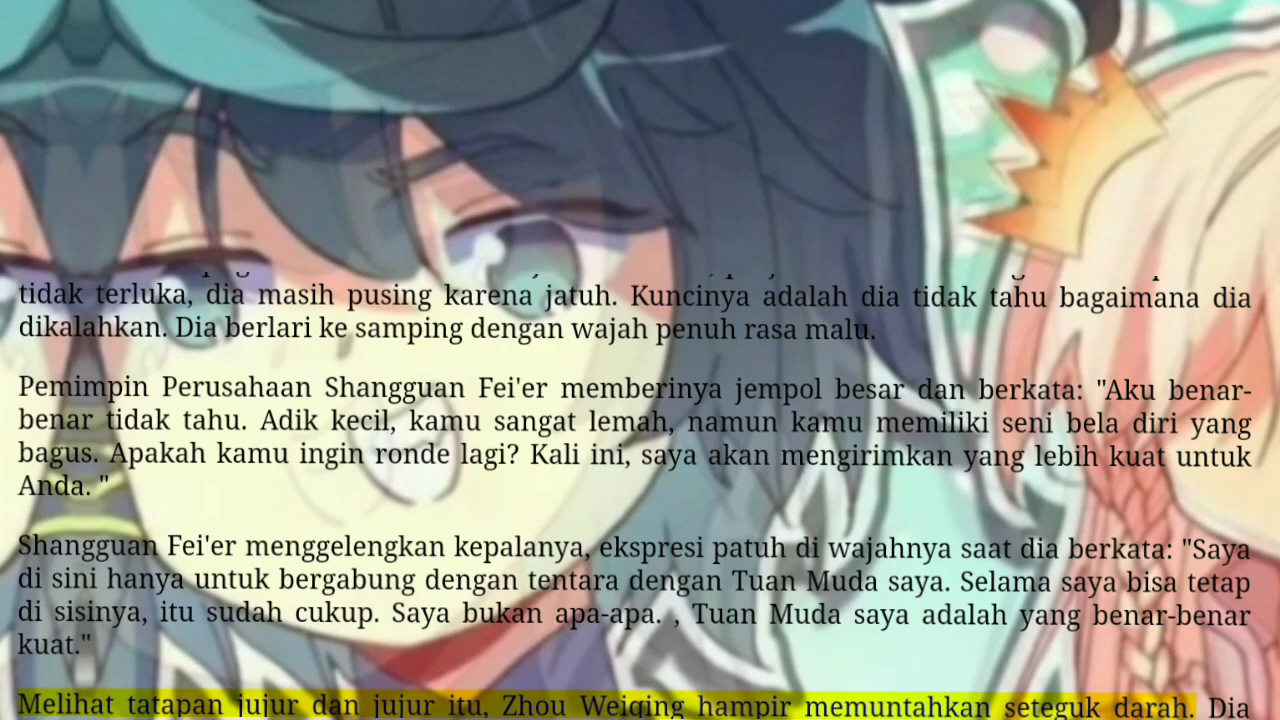 tidak terluka, dia masih pusing karena jatuh. Kuncinya adalah dia tidak tahu bagaimana dia
dikalahkan. Dia berlari ke samping dengan wajah penuh rasa malu.
Pemimpin Perusahaan Shangguan Fei'er memberinya jempol besar dan berkata: "Aku benar-
benar tidak tahu. Adik kecil, kamu sangat lemah, namun kamu memiliki seni bela diri yang
bagus. Apakah kamu ingin ronde lagi? Kali ini, saya akan mengirimkan yang lebih kuat untuk
Anda. "
Shangguan Fei'er menggelengkan kepalanya, ekspresi patuh di wajahnya saat dia berkata: "Saya
di sini hanya untuk bergabung dengan tentara dengan Tuan Muda saya. Selama saya bisa tetap
di sisinya, itu sudah cukup. Saya bukan apa-apa. , Tuan Muda saya adalah yang benar-benar
kuat."
Melihat tatapan jujur dan jujur itu, Zhou Weiqing hampir memuntahkan seteguk darah. Dia